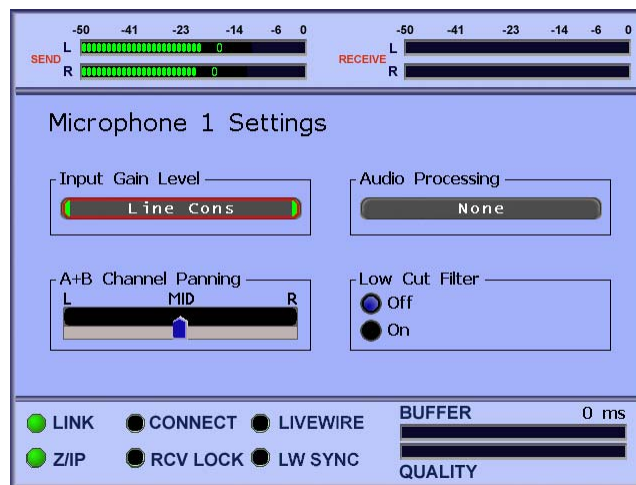 -50 -41 -23 -14 -6 0
-50 -41 -23 -14 -6 0
SEND L
R
RECEIVE L
R
Microphone 1 Settings
Input Gain Level
Line Cons
Audio Processing
None
A+B Channel Panning
L MID R
Low Cut Filter
Off
On
LINK CONNECT LIVEWIRE
Z/IP RCV LOCK LW SYNC
BUFFER 0 ms
QUALITY